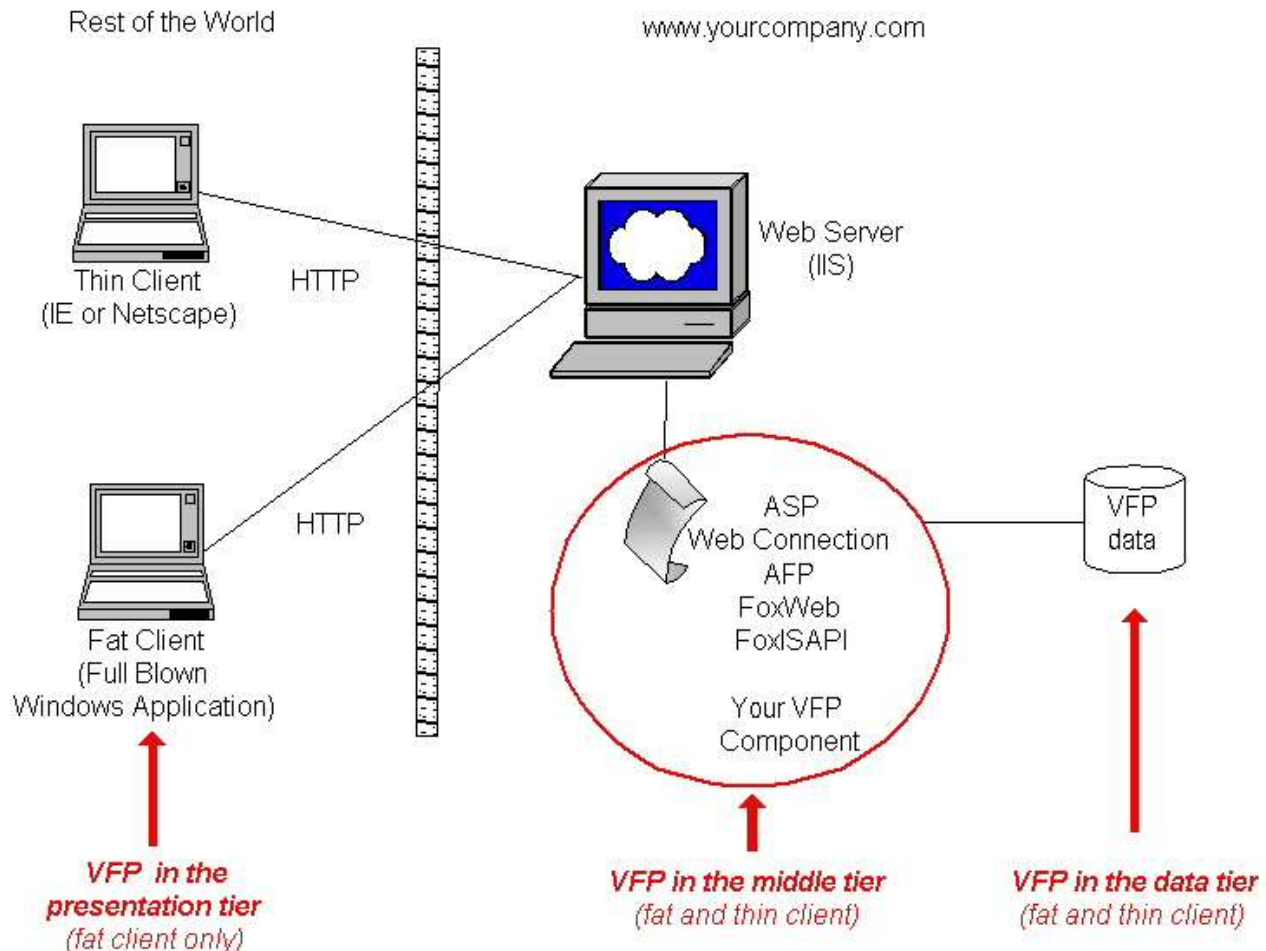 Rest of the World
www.yourcompany.com
Thin Client
(IE or Netscape)
HTTP
Web Server
(IIS)
HTTP
Fat Client
(Full Blown
Windows Application)
ASP
Web Connection
AFP
FoxWeb
FoxISAPI
Your VFP
Component
VFP
data
VFP in the
presentation tier
(fat client only)
VFP in the middle tier
(fat and thin client)
VFP in the data tier
(fat and thin client)